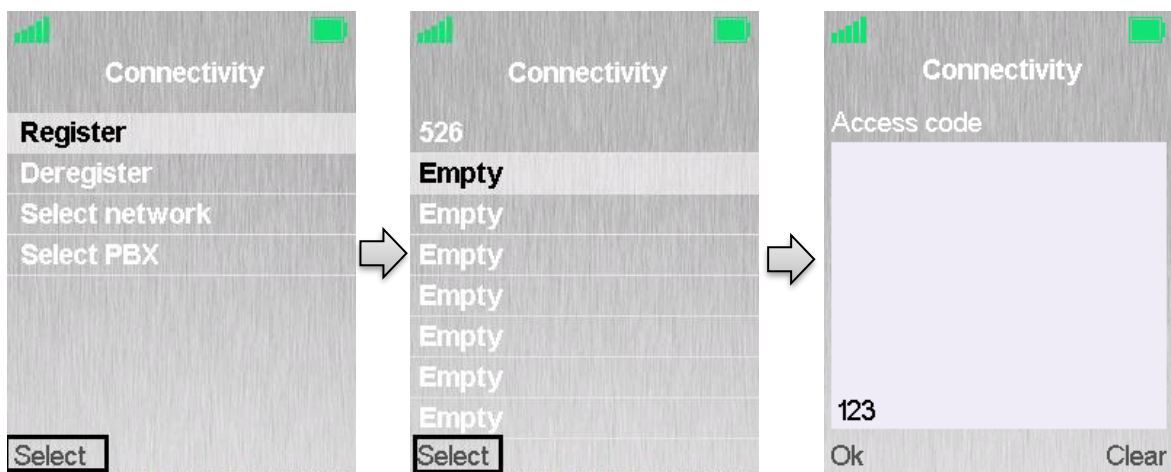 Connectivity
Register
Deregister
Select network
Select PBX
Select
Connectivity
526
Empty
Empty
Empty
Empty
Empty
Empty
Empty
Select
Connectivity
Access code
123
Ok Clear